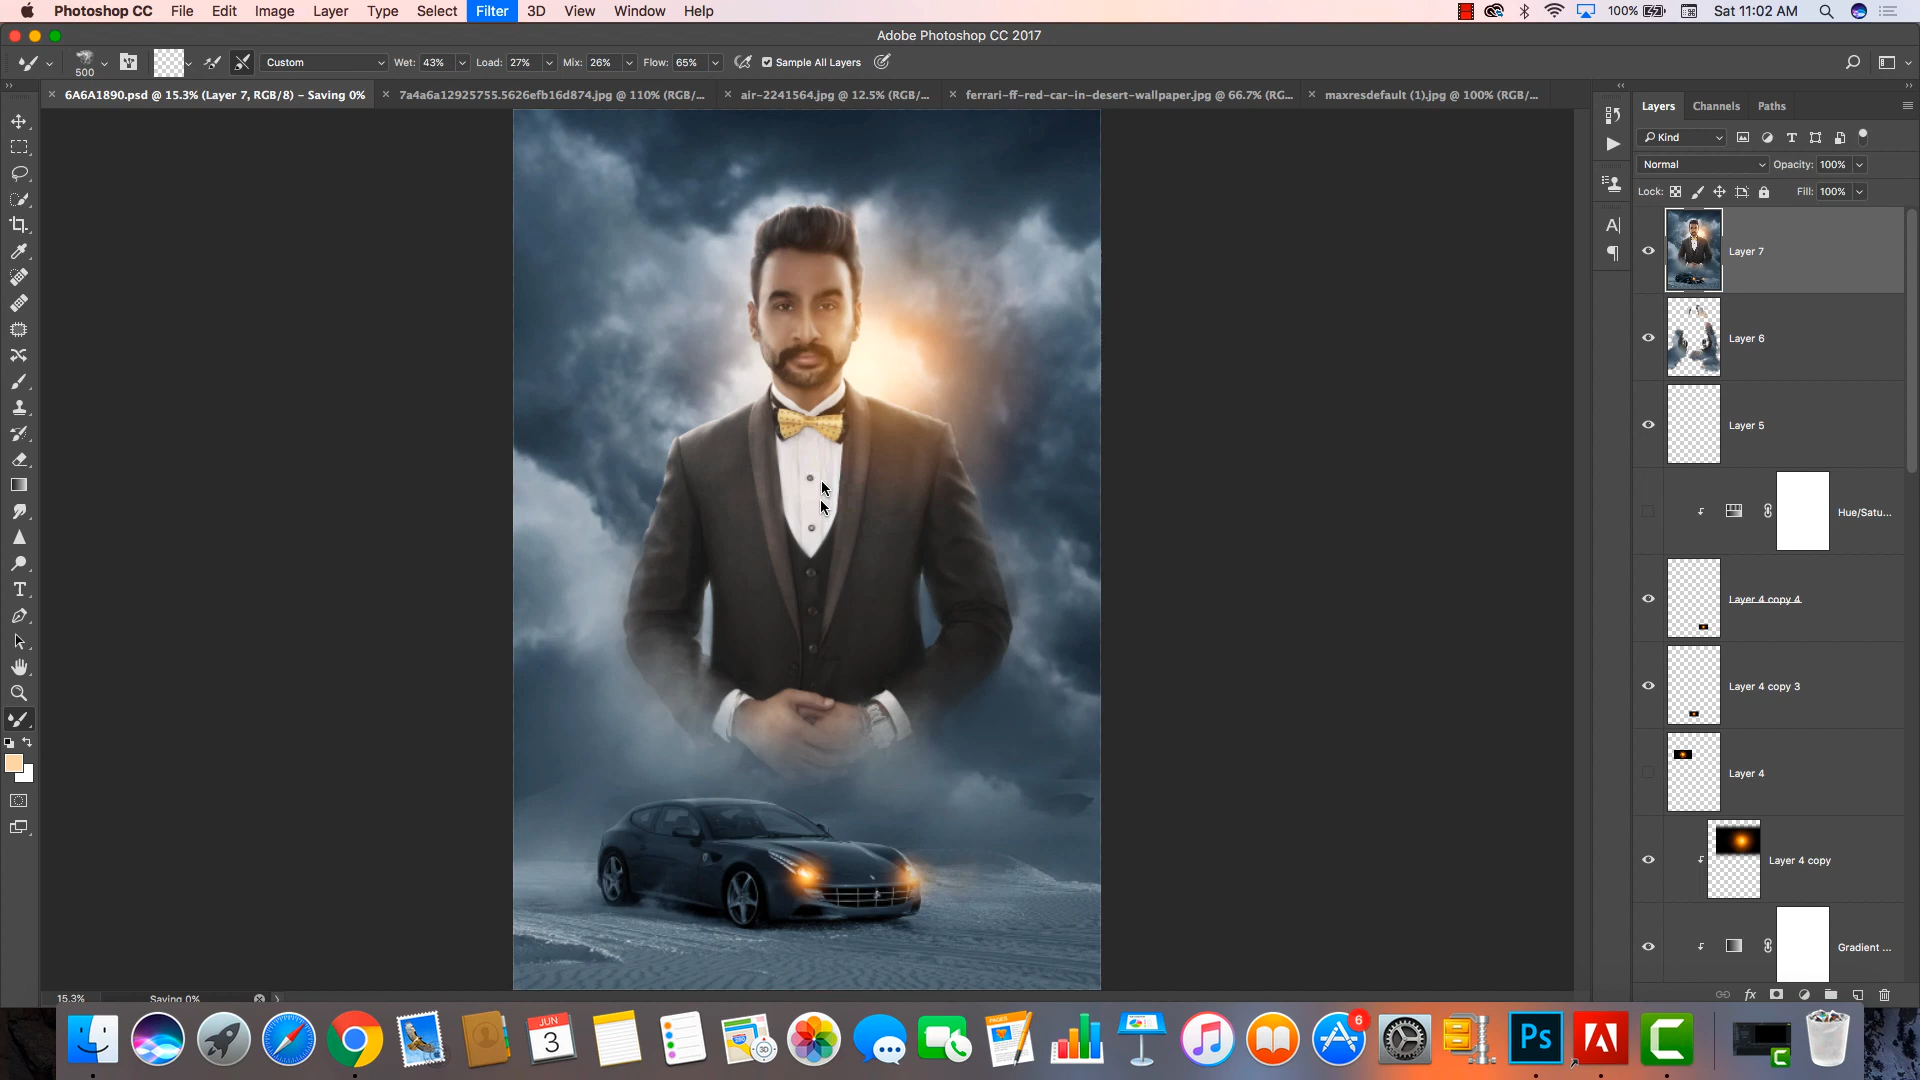 Photoshop CC File Edit Image Layer Type Select Filter 3D View Window Help 100% Sat 11:02 AM
Adobe Photoshop CC 2017
500 Custom Wet: 43% Load: 27% Mix: 26% Flow: 65% Sample All Layers
6A6A1890.psd @ 15.3% (Layer 7, RGB/8) – Saving 0% 7a4a6a12925755.5626efb16d874.jpg @ 110% (RGB/... air-2241564.jpg @ 12.5% (RGB/... ferrari-ff-red-car-in-desert-wallpaper.jpg @ 66.7% (RG... maxresdefault (1).jpg @ 100% (RGB/...
Layers Channels Paths
Kind
Normal Opacity: 100%
Lock: Fill: 100%
Layer 7
Layer 6
Layer 5
Hue/Satu...
Layer 4 copy 4
Layer 4 copy 3
Layer 4
Layer 4 copy
Gradient ...
15.3% Saving 0%
fx
JUN
3
PAGES
3D
6
Ps